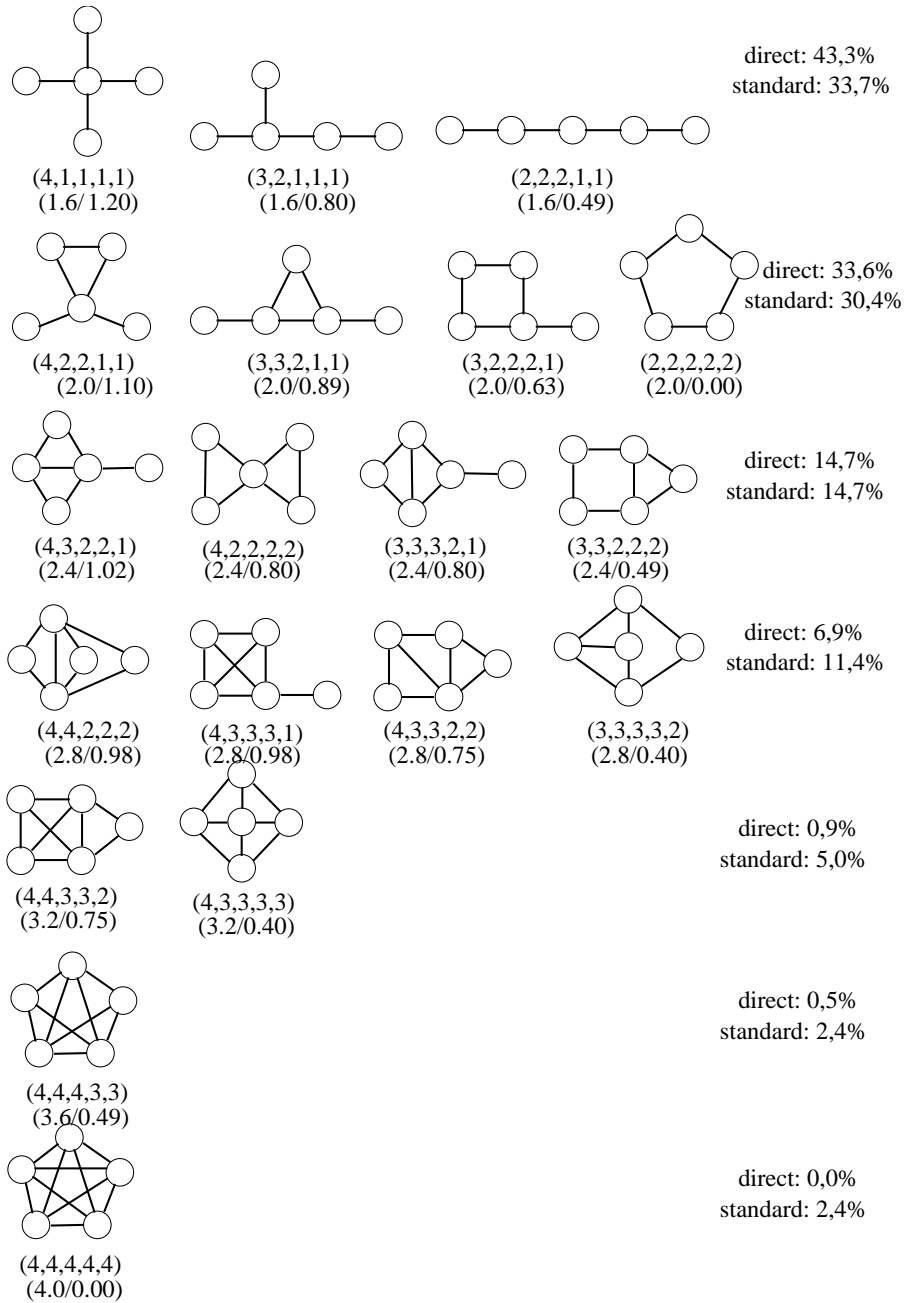 direct: 43,3%
standard: 33,7%
(4,1,1,1,1)
(1.6/1.20)
(3,2,1,1,1)
(1.6/0.80)
(2,2,2,1,1)
(1.6/0.49)
direct: 33,6%
standard: 30,4%
(4,2,2,1,1)
(2.0/1.10)
(3,3,2,1,1)
(2.0/0.89)
(3,2,2,2,1)
(2.0/0.63)
(2,2,2,2,2)
(2.0/0.00)
direct: 14,7%
standard: 14,7%
(4,3,2,2,1)
(2.4/1.02)
(4,2,2,2,2)
(2.4/0.80)
(3,3,3,2,1)
(2.4/0.80)
(3,3,2,2,2)
(2.4/0.49)
direct: 6,9%
standard: 11,4%
(4,4,2,2,2)
(2.8/0.98)
(4,3,3,3,1)
(2.8/0.98)
(4,3,3,2,2)
(2.8/0.75)
(3,3,3,3,2)
(2.8/0.40)
direct: 0,9%
standard: 5,0%
(4,4,3,3,2)
(3.2/0.75)
(4,3,3,3,3)
(3.2/0.40)
direct: 0,5%
standard: 2,4%
(4,4,4,3,3)
(3.6/0.49)
direct: 0,0%
standard: 2,4%
(4,4,4,4,4)
(4.0/0.00)